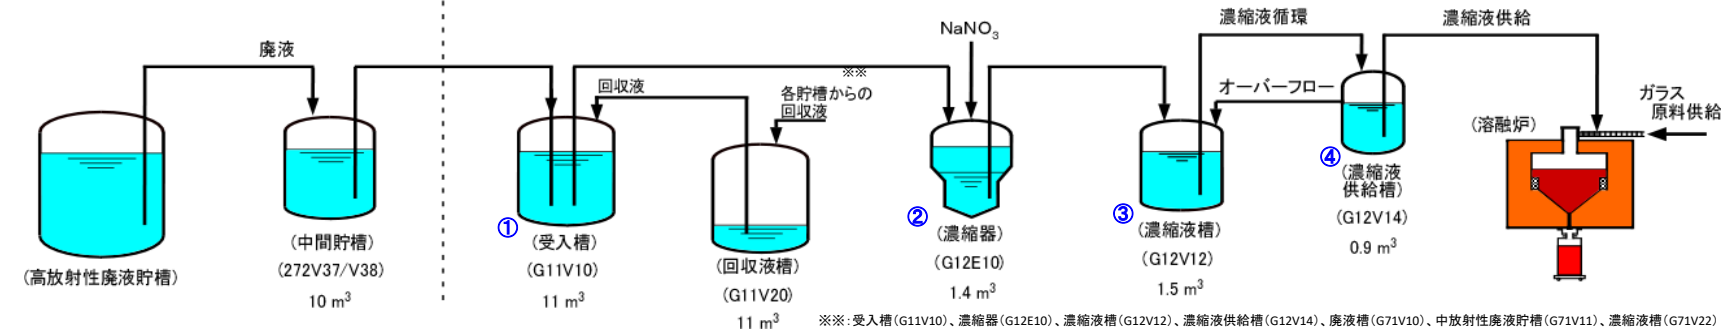 廃液
(高放射性廃液貯槽)
(中間貯槽)
(272V37/V38)
10 m³
①
(受入槽)
(G11V10)
11 m³
回収液
各貯槽からの
回収液
(回収液槽)
(G11V20)
11 m³
※※
NaNO₃
②
(濃縮器)
(G12E10)
1.4 m³
③
(濃縮液槽)
(G12V12)
1.5 m³
濃縮液循環
オーバーフロー
④
(濃縮液
供給槽)
(G12V14)
0.9 m³
濃縮液供給
(溶融炉)
ガラス
原料供給
※※:受入槽(G11V10)、濃縮器(G12E10)、濃縮液槽(G12V12)、濃縮液供給槽(G12V14)、廃液槽(G71V10)、中放射性廃液貯槽(G71V11)、濃縮液槽(G71V22)